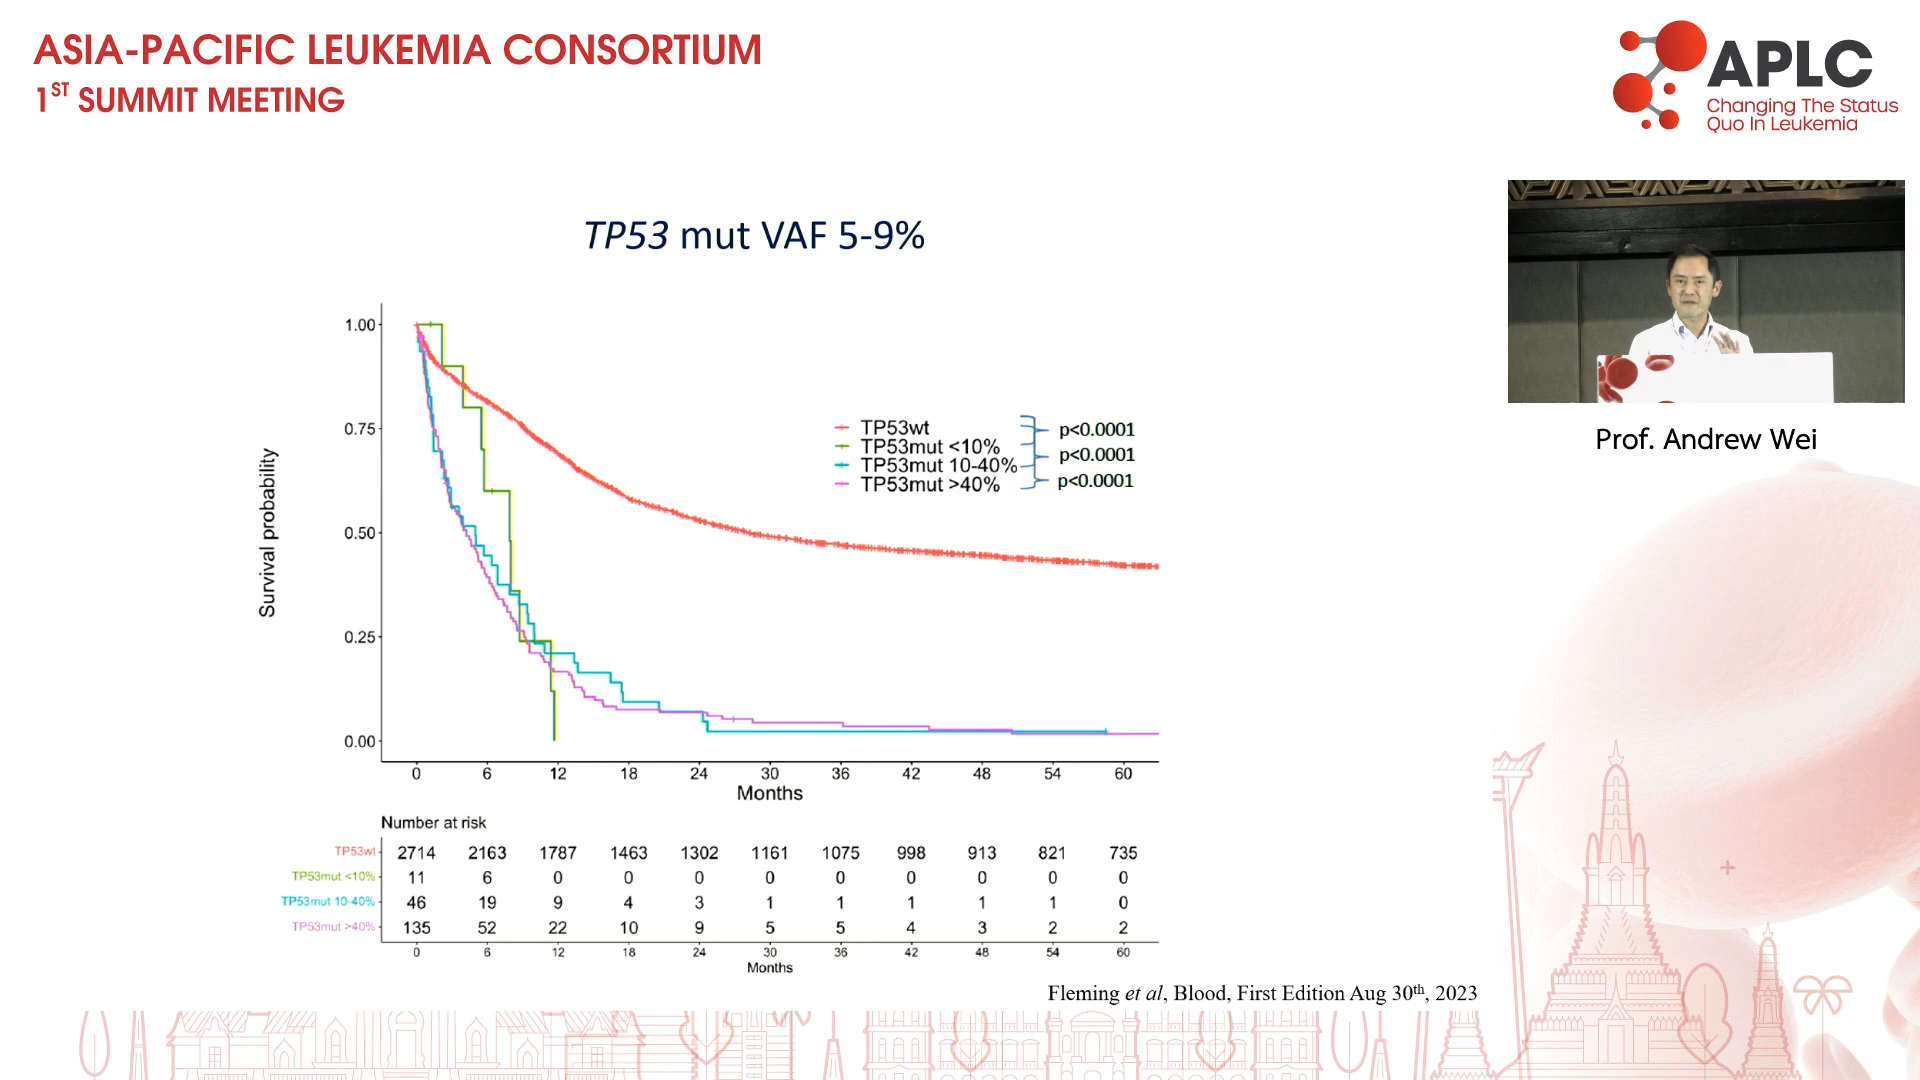 ASIA-PACIFIC LEUKEMIA CONSORTIUM
1ST SUMMIT MEETING
APLC
Changing The Status
Quo In Leukemia
TP53 mut VAF 5-9%
Prof. Andrew Wei
Survival probability
1.00
0.75
0.50
0.25
0.00
TP53wt
TP53mut <10%
TP53mut 10-40%
TP53mut >40%
p<0.0001
p<0.0001
p<0.0001
0 6 12 18 24 30 36 42 48 54 60
Months
Number at risk
TP53wt 2714 2163 1787 1463 1302 1161 1075 998 913 821 735
TP53mut <10% 11 6 0 0 0 0 0 0 0 0 0
TP53mut 10-40% 46 19 9 4 3 1 1 1 1 1 0
TP53mut >40% 135 52 22 10 9 5 5 4 3 2 2
0 6 12 18 24 30 36 42 48 54 60
Months
Fleming et al, Blood, First Edition Aug 30th, 2023